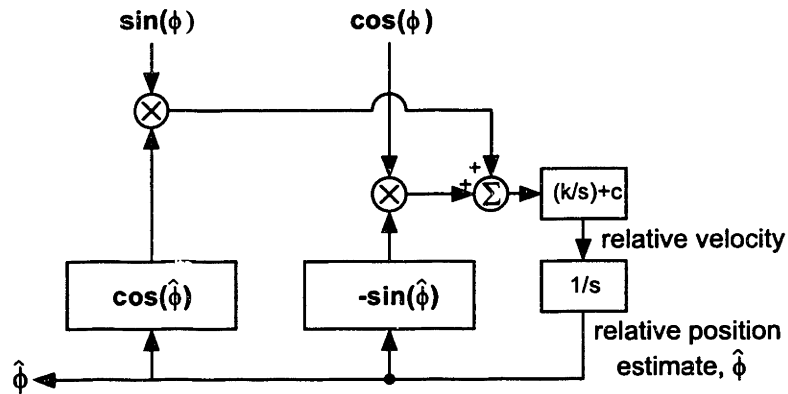 sin(ϕ)
cos(ϕ)
+
+
Σ
(k/s)+c
relative velocity
cos(ϕ̂)
-sin(ϕ̂)
1/s
relative position
estimate, ϕ̂
ϕ̂